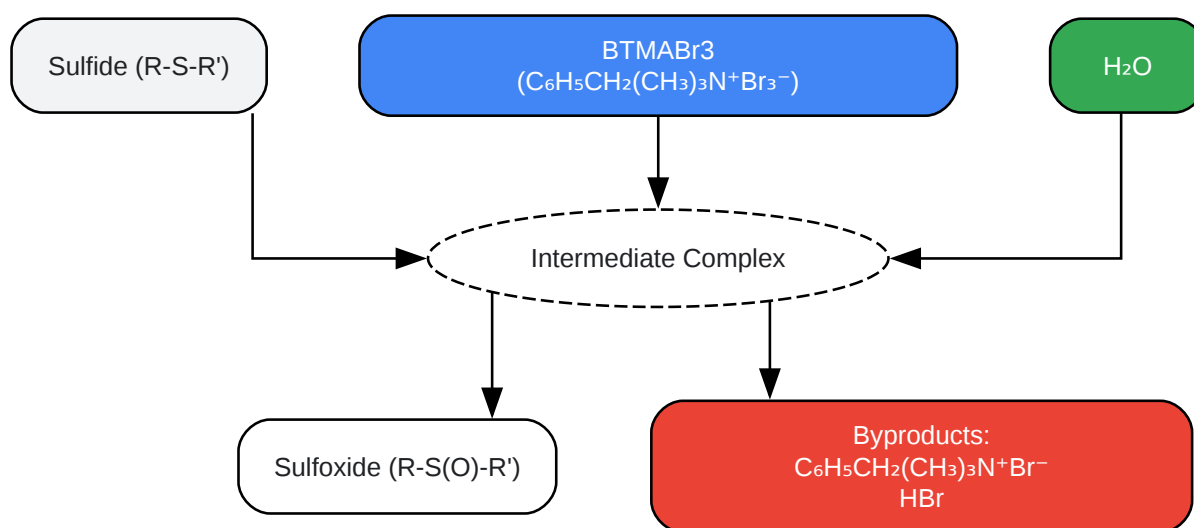 Sulfide (R-S-R')
BTMABr3
(C₆H₅CH₂(CH₃)₃N⁺Br₃⁻)
H₂O
Intermediate Complex
Sulfoxide (R-S(O)-R')
Byproducts:
C₆H₅CH₂(CH₃)₃N⁺Br⁻
HBr